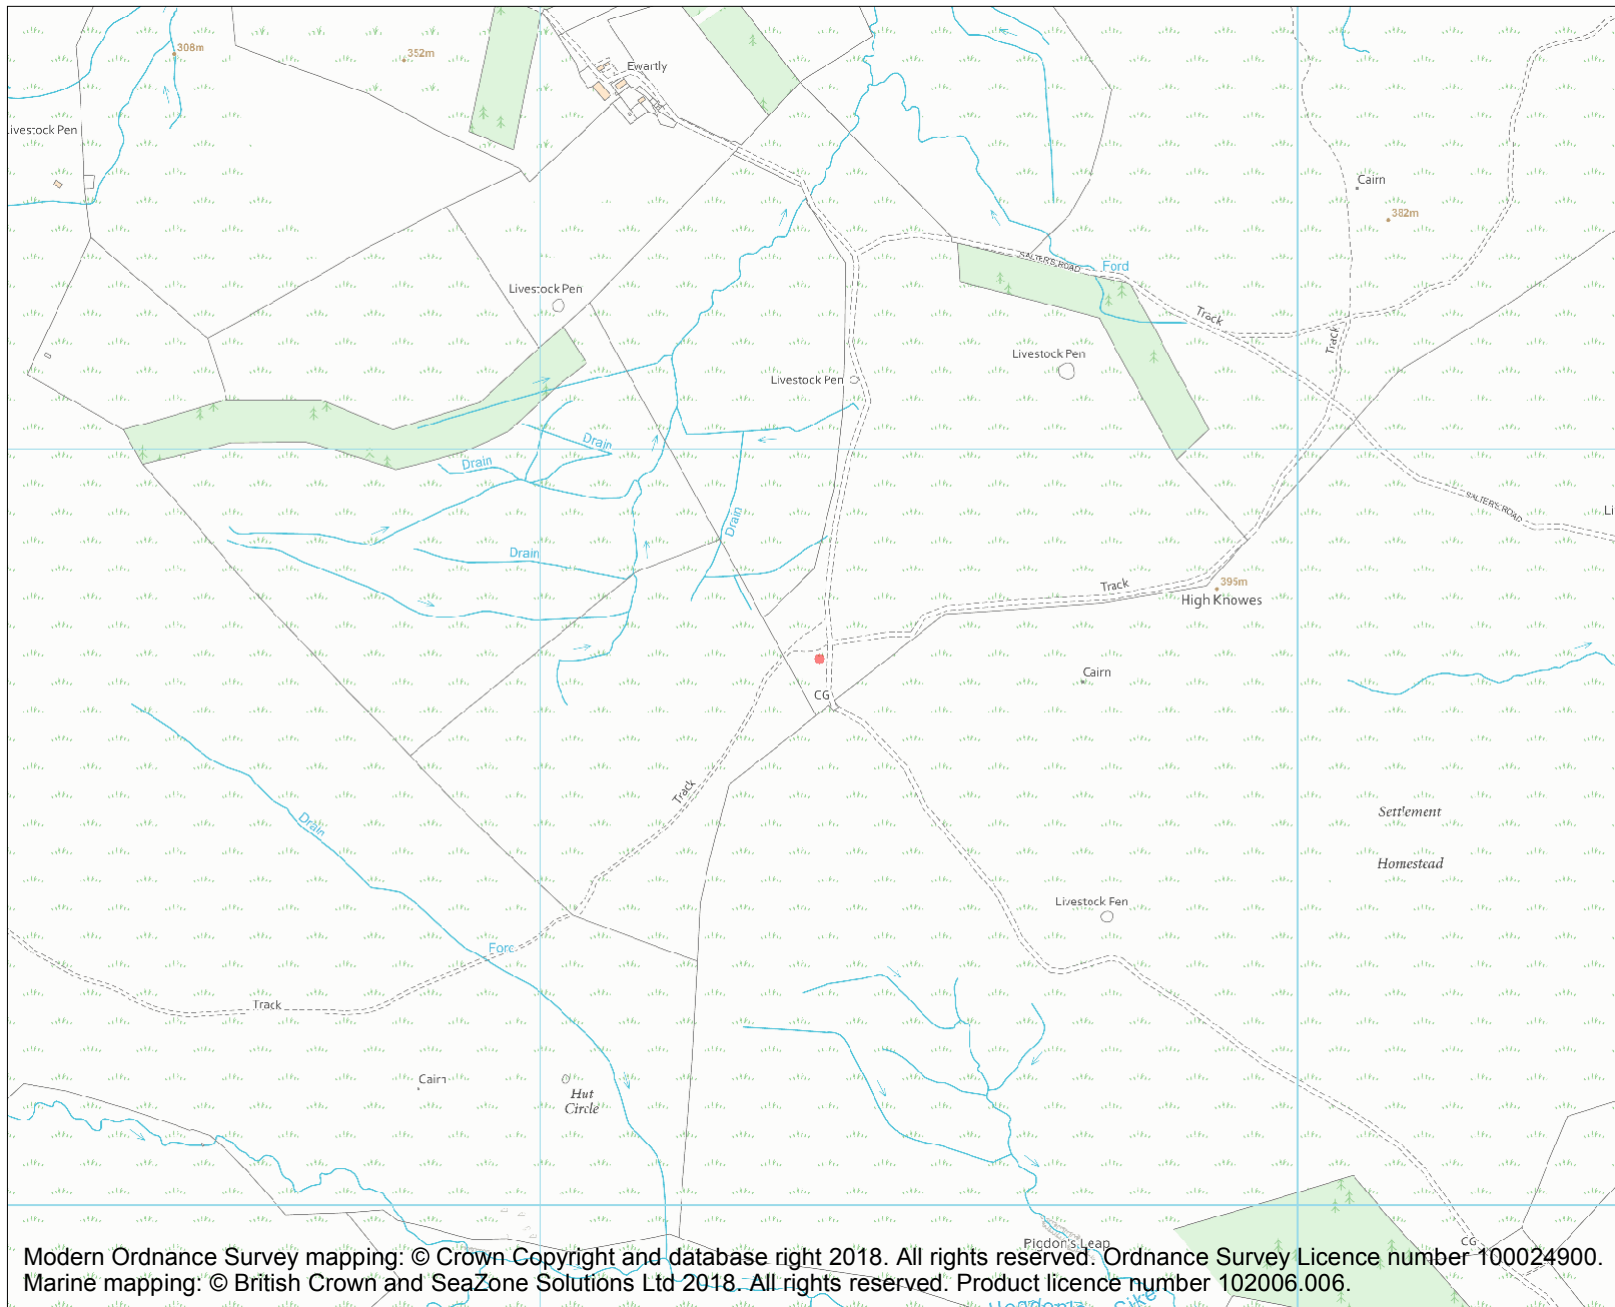 308m
352m
Ewartly
Livestock Pen
Cairn
382m
SALTER'S ROAD
Ford
Livestock Pen
Track
Track
Livestock Pen
Livestock Pen
Drain
Drain
SALTER'S ROAD
Li
Drain
Drain
Track
395m
High Knowes
Cairn
CG
Track
Settlement
Drain
Homestead
Livestock Pen
Ford
Track
Cairn
Hut
Circle
Pigdon's Leap
CG
Modern Ordnance Survey mapping: © Crown Copyright and database right 2018. All rights reserved. Ordnance Survey Licence number 100024900.
Marine mapping: © British Crown and SeaZone Solutions Ltd 2018. All rights reserved. Product licence number 102006.006.